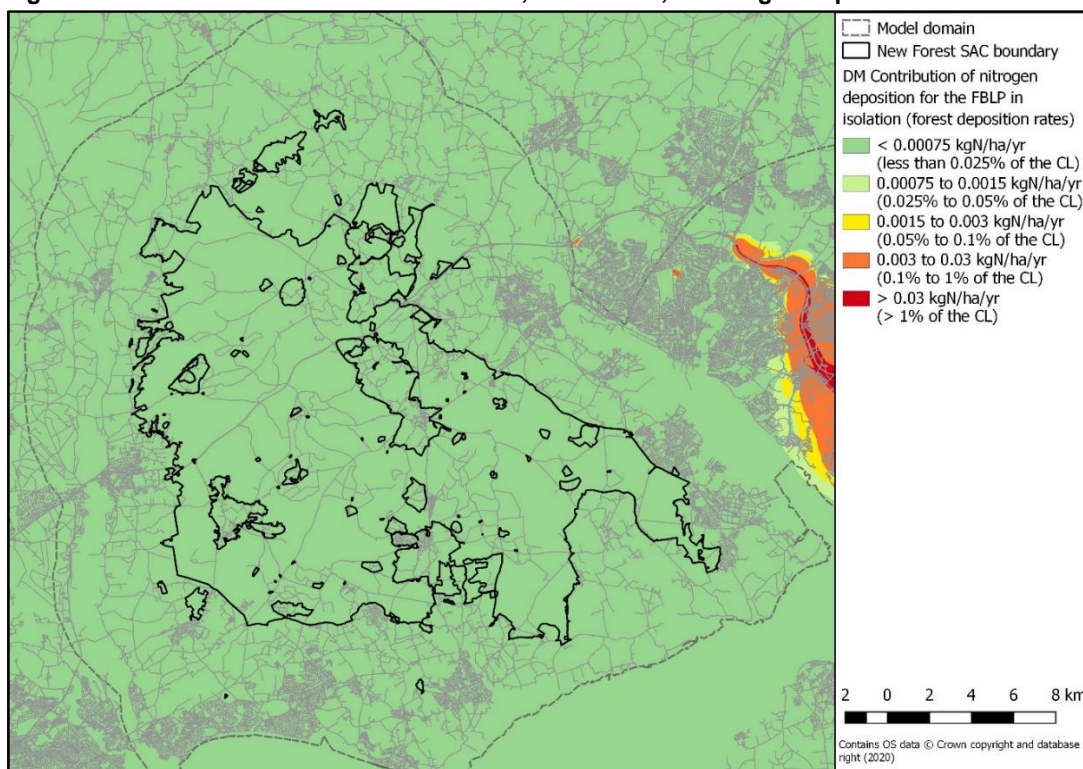 Model domain
New Forest SAC boundary
DM Contribution of nitrogen
deposition for the FBLP in
isolation (forest deposition rates)
< 0.00075 kgN/ha/yr
(less than 0.025% of the CL)
0.00075 to 0.0015 kgN/ha/yr
(0.025% to 0.05% of the CL)
0.0015 to 0.003 kgN/ha/yr
(0.05% to 0.1% of the CL)
0.003 to 0.03 kgN/ha/yr
(0.1% to 1% of the CL)
> 0.03 kgN/ha/yr
(> 1% of the CL)
2 0 2 4 6 8 km
Contains OS data © Crown copyright and database
right (2020)